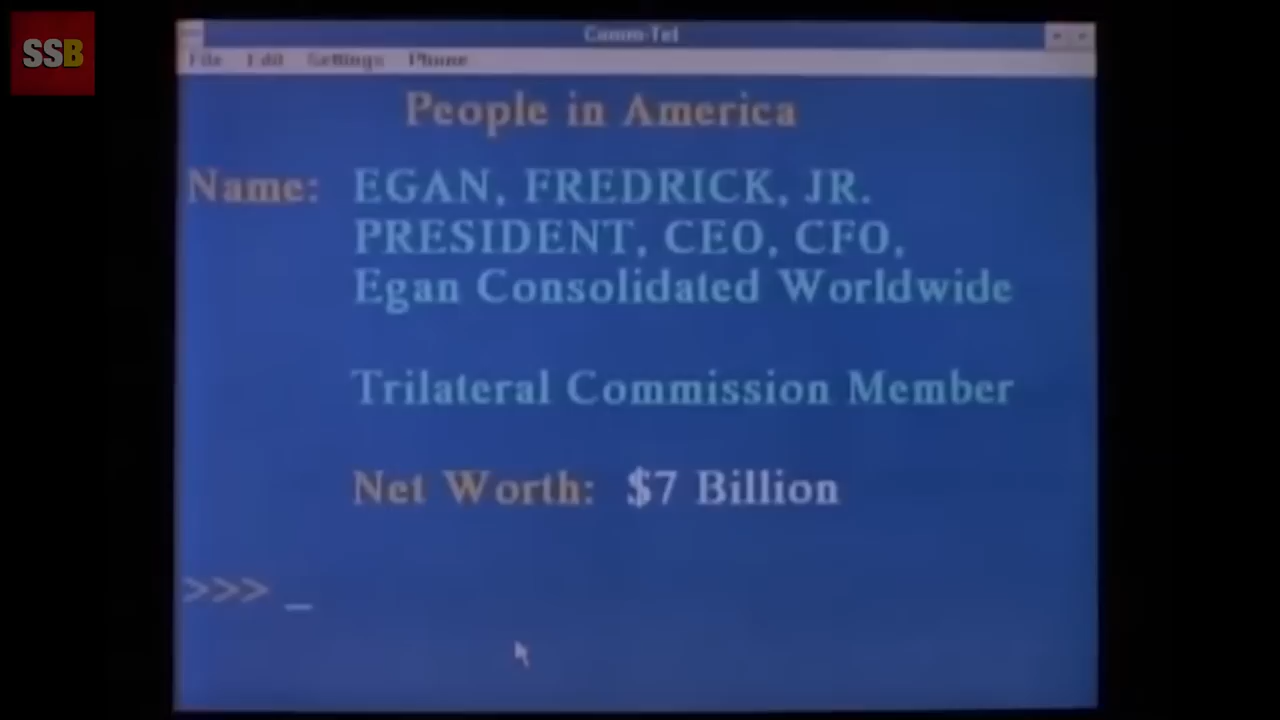 SSB
Comm-Tel
File Edit Settings Phone
People in America
Name: EGAN, FREDRICK, JR.
PRESIDENT, CEO, CFO,
Egan Consolidated Worldwide
Trilateral Commission Member
Net Worth: $7 Billion
>>> _